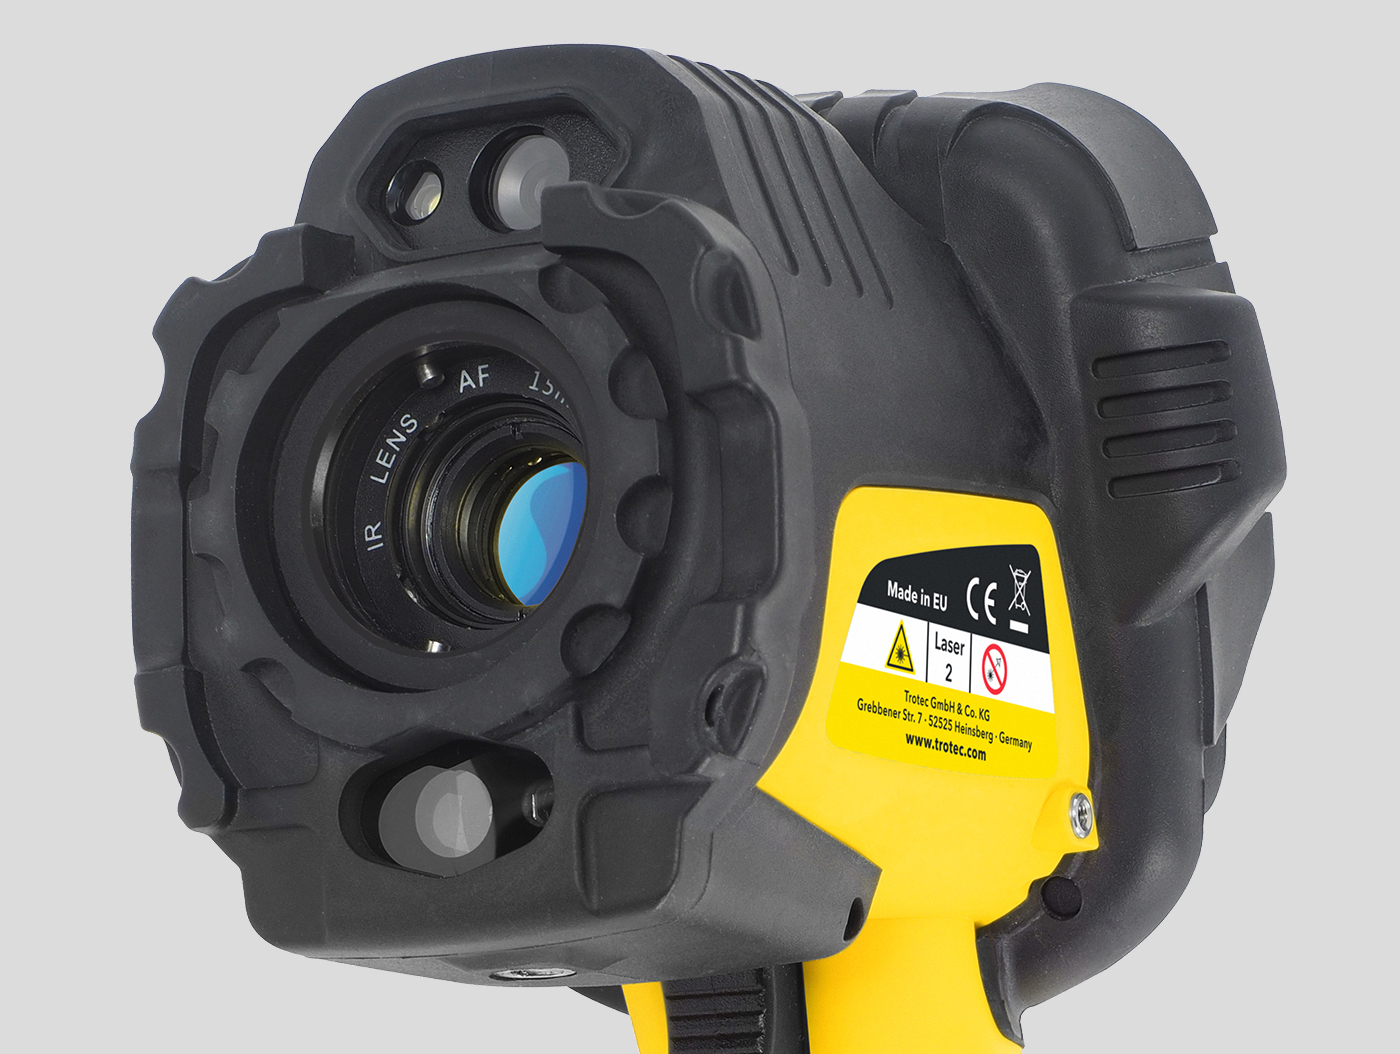 AF 15
IR LENS
Made in EU CE
Laser
2
Trotec GmbH & Co. KG
Grebbener Str. 7 · 52525 Heinsberg · Germany
www.trotec.com